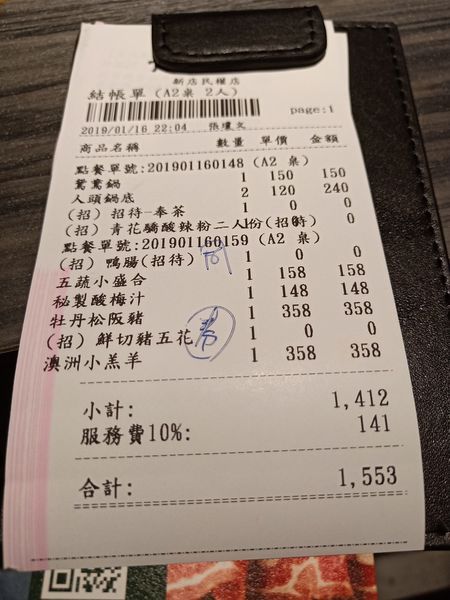 新店民權店
結帳單 (A2桌 2人)
page:1
2019/01/16 22:04 張瓊文
商品名稱 數量 單價 金額
點餐單號:201901160148 (A2 桌)
鴛鴦鍋 1 150 150
人頭鍋底 2 120 240
(招) 招待-奉茶 1 0 0
(招) 青花驕酸辣粉二人份(招待) 1 0 0
點餐單號:201901160159 (A2 桌)
(招) 鴨腸(招待) 1 0 0
五蔬小盛合 1 158 158
秘製酸梅汁 1 148 148
牡丹松阪豬 1 358 358
(招) 鮮切豬五花 1 0 0
澳洲小羔羊 1 358 358
小計: 1,412
服務費10%: 141
合計: 1,553